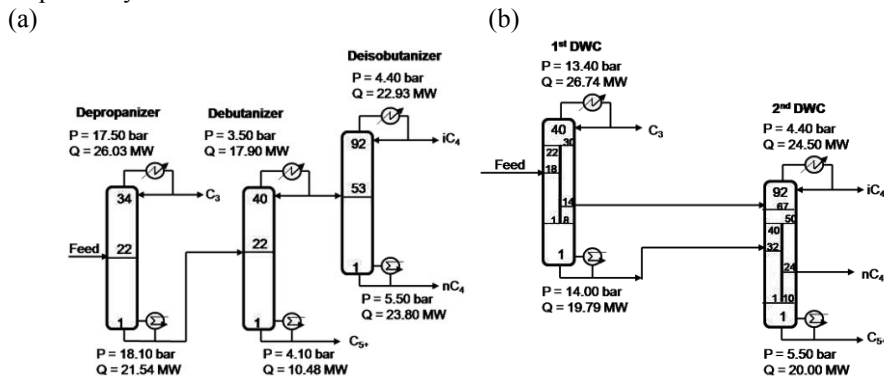 (a)
(b)
Deisobutanizer
P = 4.40 bar
Q = 22.93 MW
Depropanizer
P = 17.50 bar
Q = 26.03 MW
Debutanizer
P = 3.50 bar
Q = 17.90 MW
92
iC4
53
34
C3
40
Feed
22
22
1
nC4
1
1
P = 5.50 bar
Q = 23.80 MW
C5+
P = 18.10 bar
Q = 21.54 MW
P = 4.10 bar
Q = 10.48 MW
1st DWC
P = 13.40 bar
Q = 26.74 MW
40
C3
30
22
Feed
18
14
1 8
1
P = 14.00 bar
Q = 19.79 MW
2nd DWC
P = 4.40 bar
Q = 24.50 MW
92
iC4
67
50
40
32
24
nC4
1 10
1
C5+
P = 5.50 bar
Q = 20.00 MW